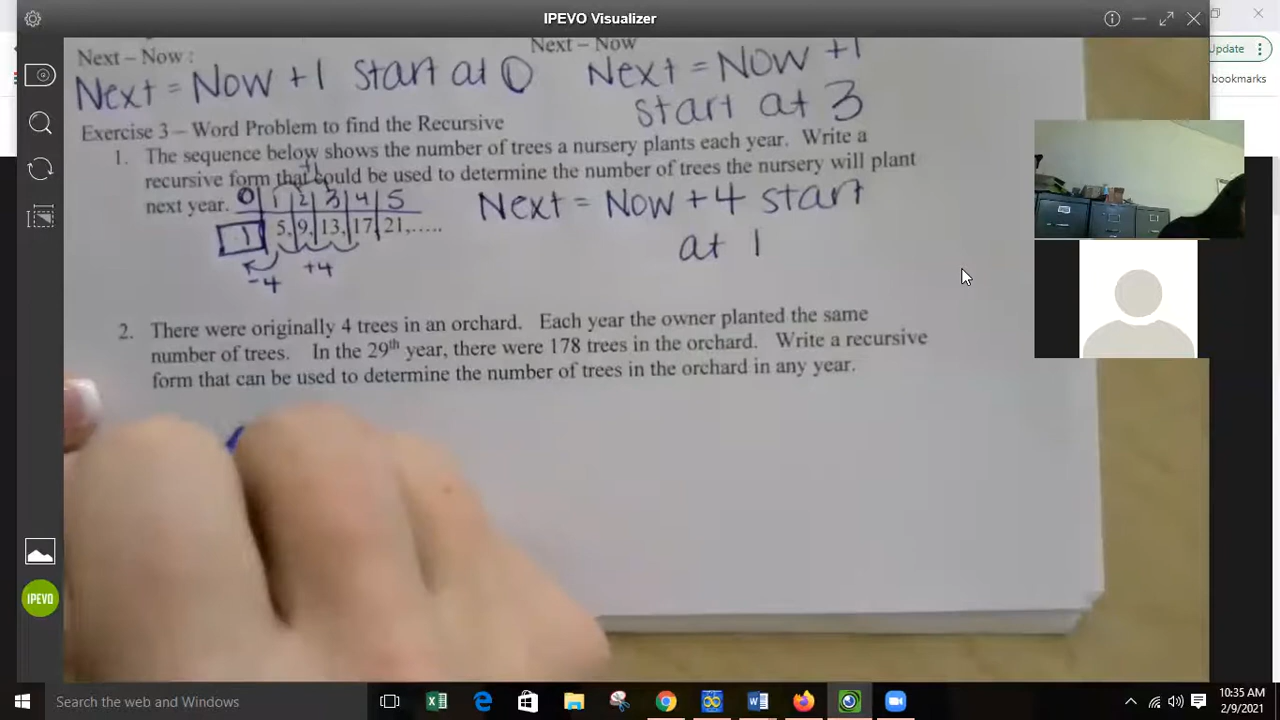 IPEVO Visualizer
Update
Next – Now :
Next – Now
Next = Now +1 start at 0
Next = Now +1
start at 3
bookmarks
Exercise 3 – Word Problem to find the Recursive
1. The sequence below shows the number of trees a nursery plants each year. Write a
recursive form that could be used to determine the number of trees the nursery will plant
next year.
0 1 2 3 4 5
1 5, 9, 13, 17, 21,.....
-4 +4
Next = Now +4 start
at 1
2. There were originally 4 trees in an orchard. Each year the owner planted the same
number of trees. In the 29th year, there were 178 trees in the orchard. Write a recursive
form that can be used to determine the number of trees in the orchard in any year.
IPEVO
Search the web and Windows
10:35 AM
2/9/2021